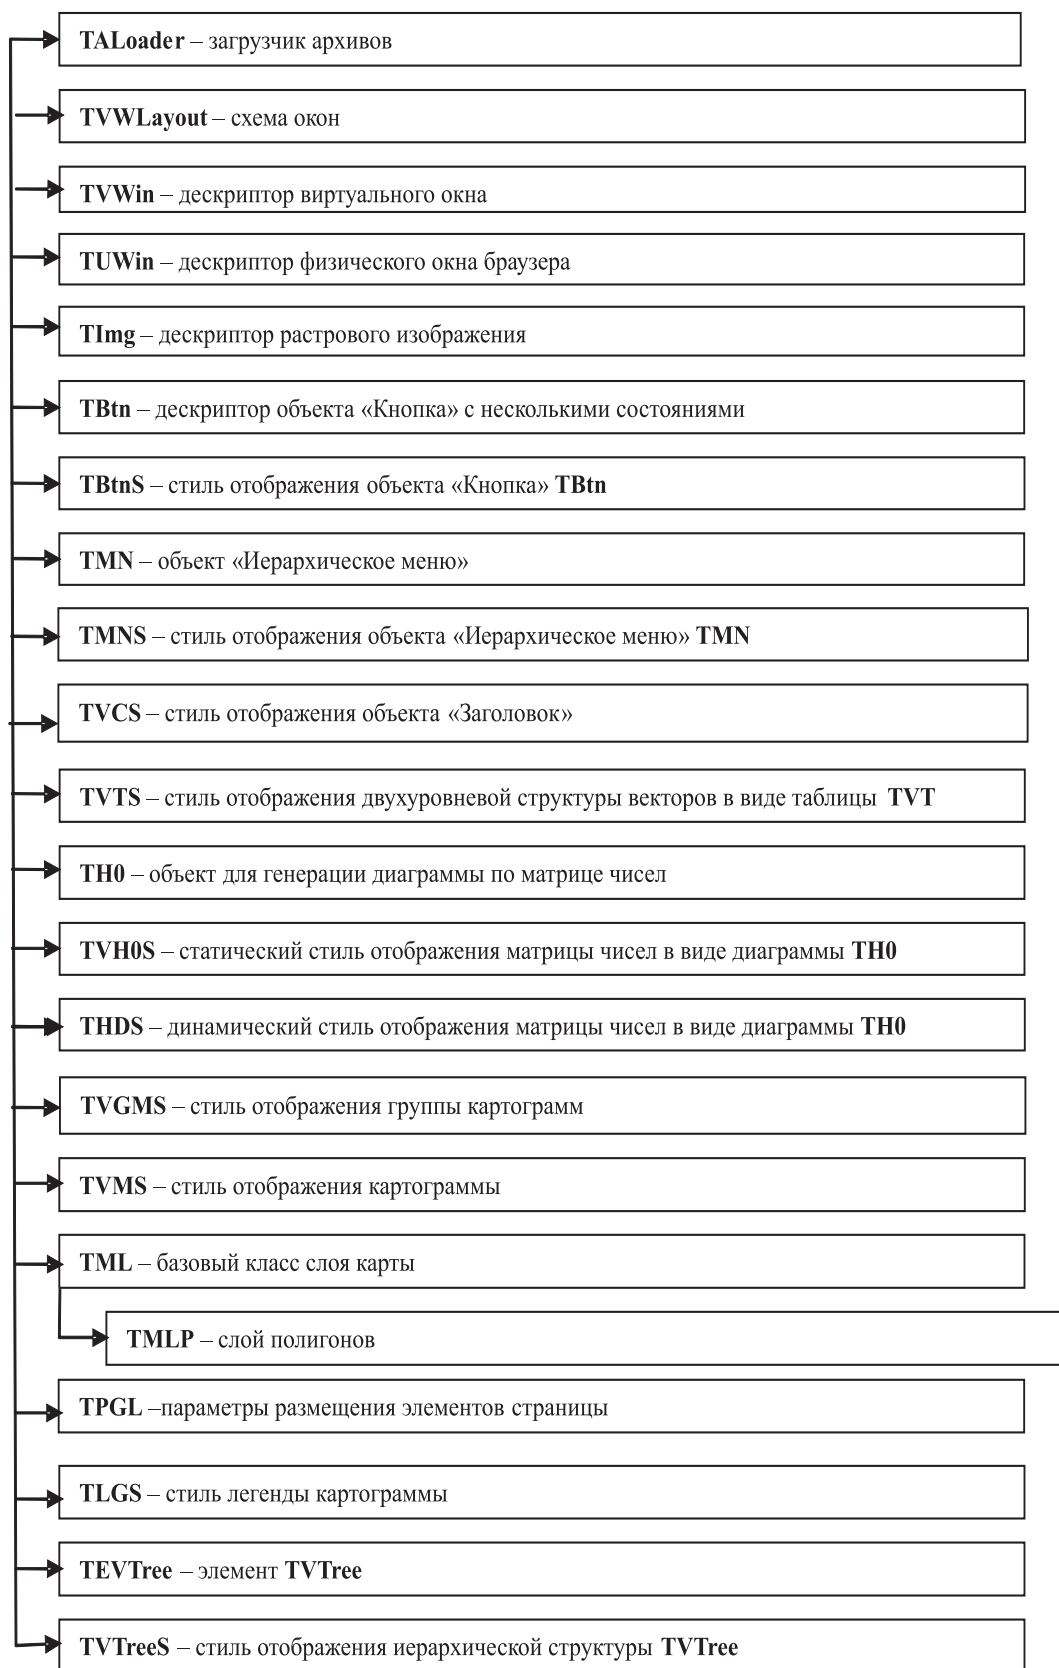 TALoader – загрузчик архивов
TVWLayout – схема окон
TVWin – дескриптор виртуального окна
TUWin – дескриптор физического окна браузера
TImg – дескриптор растрового изображения
TBtn – дескриптор объекта «Кнопка» с несколькими состояниями
TBtnS – стиль отображения объекта «Кнопка» TBtn
TMN – объект «Иерархическое меню»
TMNS – стиль отображения объекта «Иерархическое меню» TMN
TVCS – стиль отображения объекта «Заголовок»
TVTS – стиль отображения двухуровневой структуры векторов в виде таблицы TVT
TH0 – объект для генерации диаграммы по матрице чисел
TVH0S – статический стиль отображения матрицы чисел в виде диаграммы TH0
THDS – динамический стиль отображения матрицы чисел в виде диаграммы TH0
TVGMS – стиль отображения группы картограмм
TVMS – стиль отображения картограммы
TML – базовый класс слоя карты
TMLP – слой полигонов
TPGL –параметры размещения элементов страницы
TLGS – стиль легенды картограммы
TEVTree – элемент TVTree
TVTreeS – стиль отображения иерархической структуры TVTree